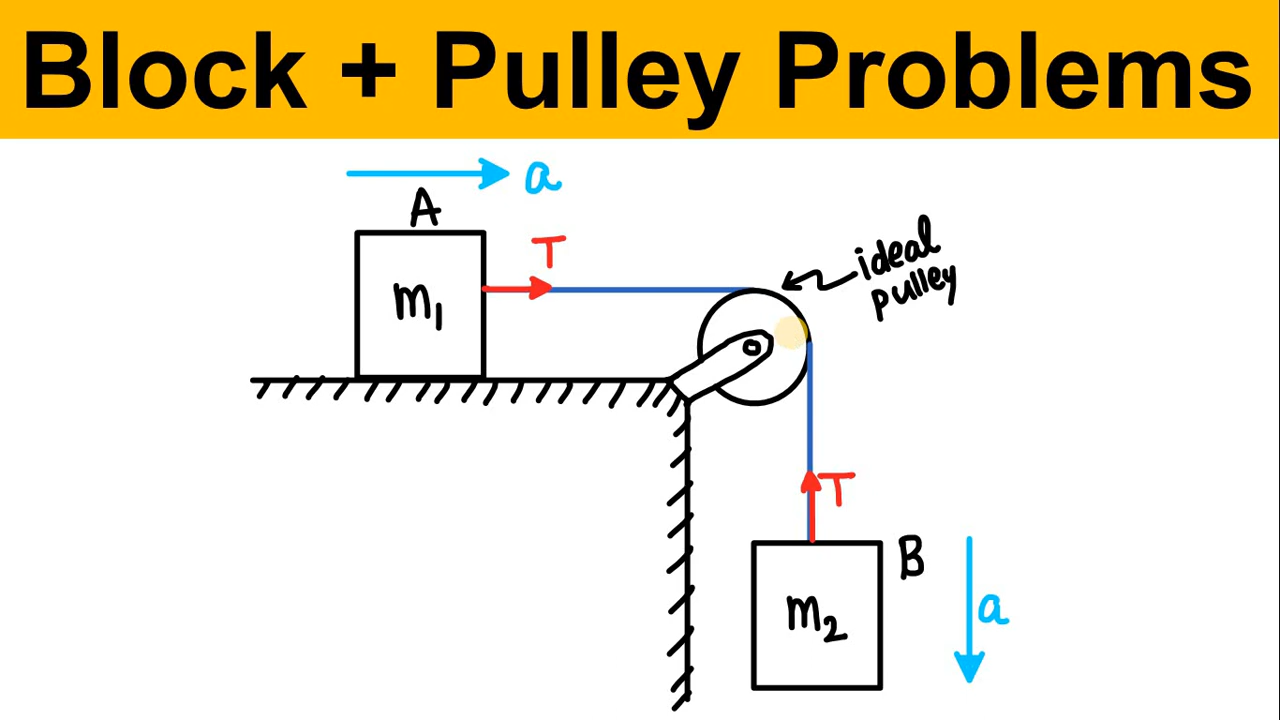 Block + Pulley Problems
a
A
T
ideal
pulley
m₁
T
B
m₂
a